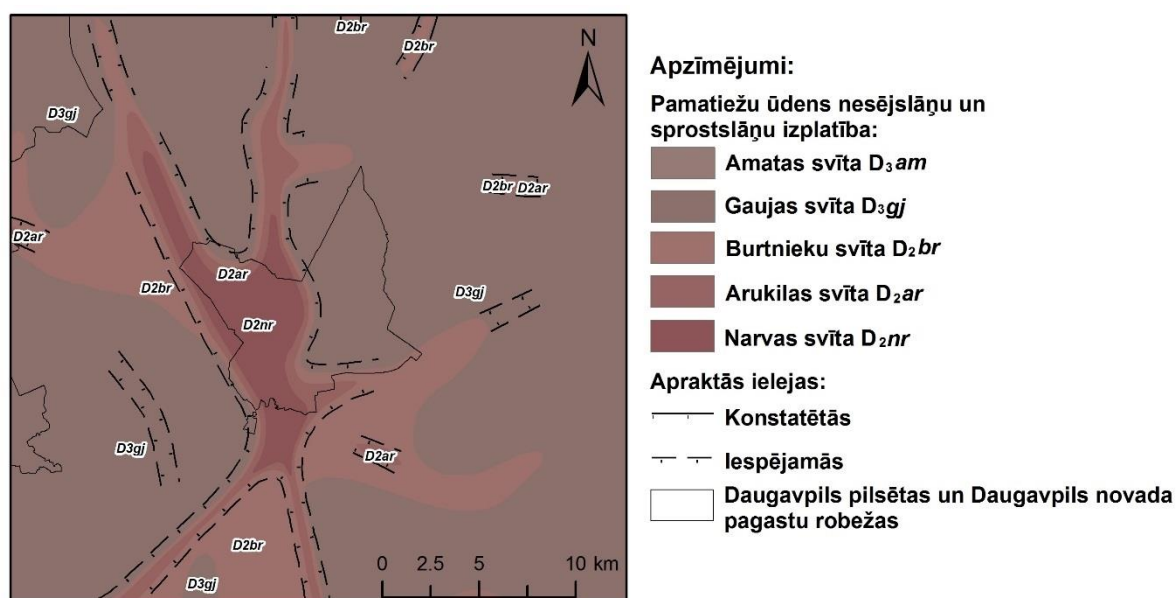 D2br
D2br
N
D3gj
D2br D2ar
D2ar
D2ar
D2br
D3gj
D2nr
D3gj
D2ar
D2br
D3gj
0 2.5 5 10 km
Apzīmējumi:
Pamatiežu ūdens nesējslāņu un
sprostslāņu izplatība:
Amatas svīta D₃am
Gaujas svīta D₃gj
Burtnieku svīta D₂br
Arukilas svīta D₂ar
Narvas svīta D₂nr
Apraktās ielejas:
Konstatētās
Iespējamās
Daugavpils pilsētas un Daugavpils novada
pagastu robežas